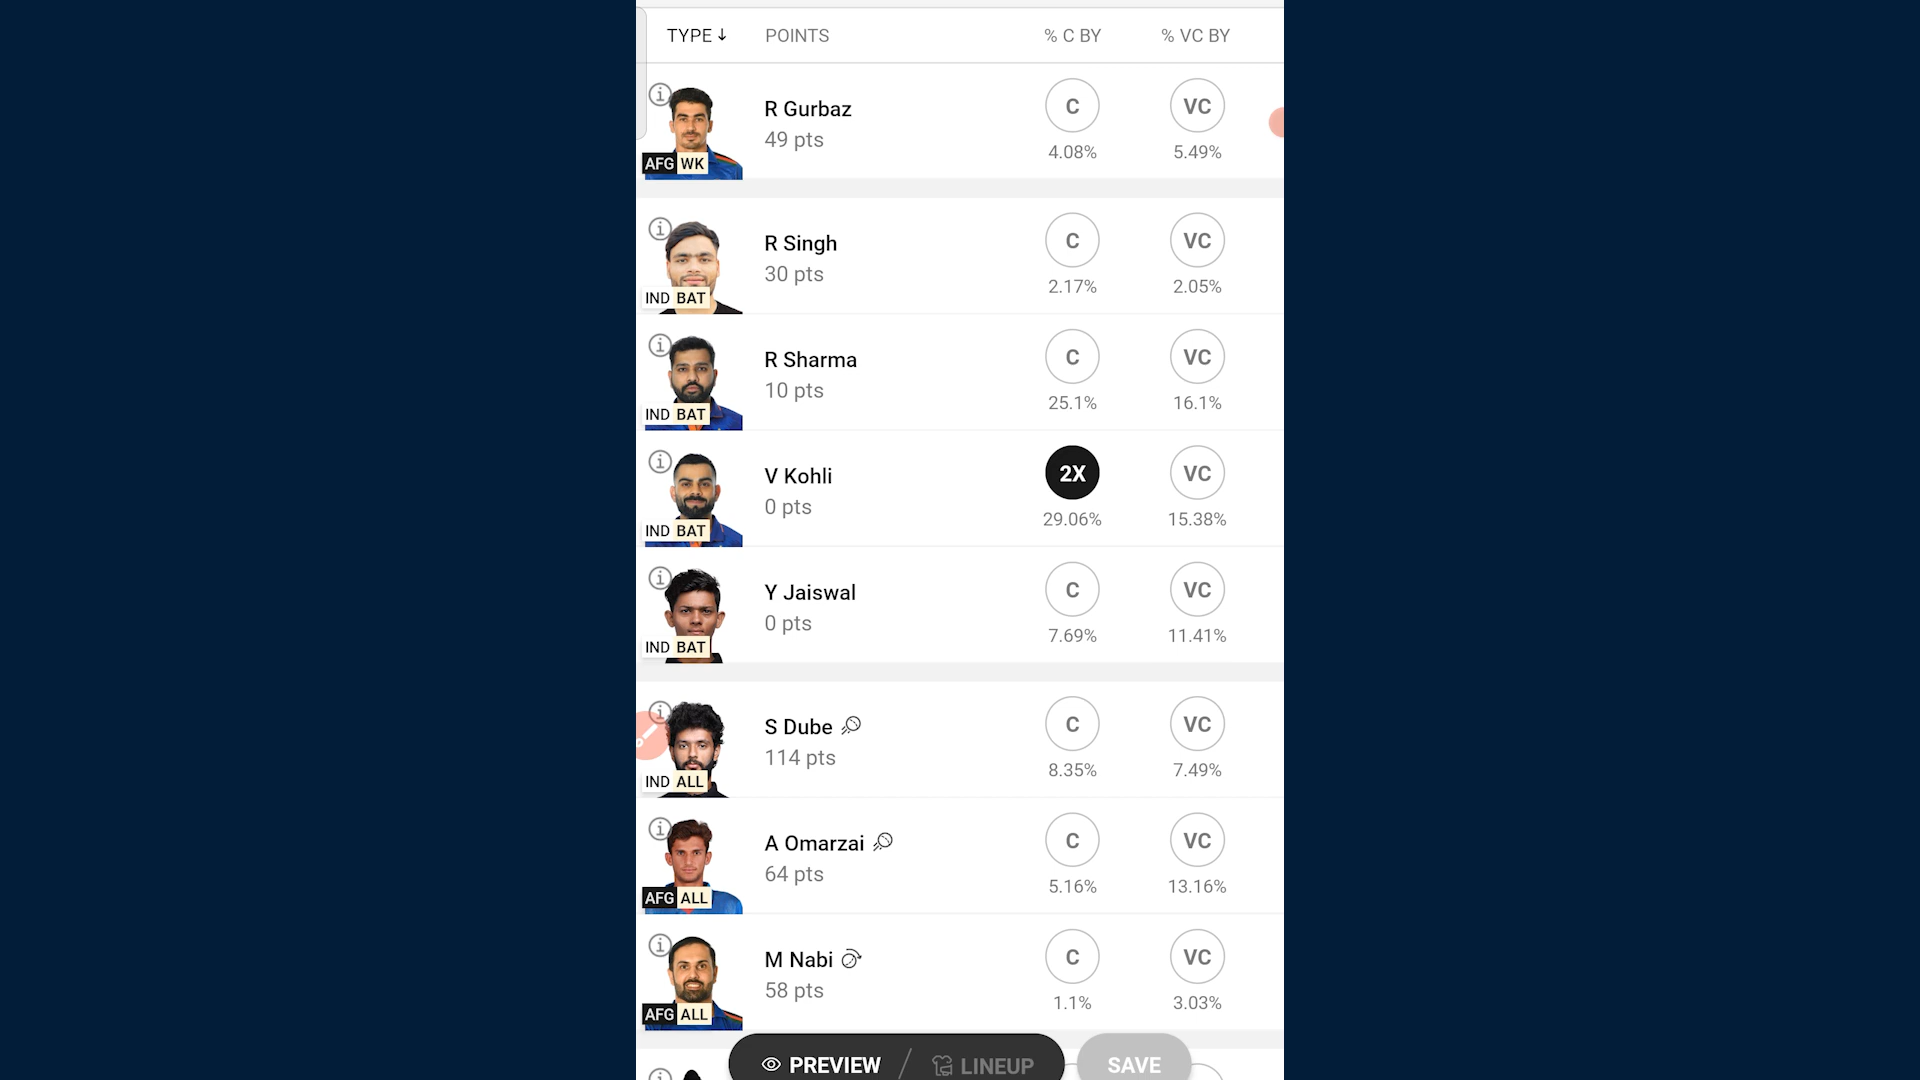 TYPE↓ POINTS % C BY % VC BY
R Gurbaz C VC
49 pts 4.08% 5.49%
AFG WK
R Singh C VC
30 pts 2.17% 2.05%
IND BAT
R Sharma C VC
10 pts 25.1% 16.1%
IND BAT
V Kohli 2X VC
0 pts 29.06% 15.38%
IND BAT
Y Jaiswal C VC
0 pts 7.69% 11.41%
IND BAT
S Dube C VC
114 pts 8.35% 7.49%
IND ALL
A Omarzai C VC
64 pts 5.16% 13.16%
AFG ALL
M Nabi C VC
58 pts 1.1% 3.03%
AFG ALL
PREVIEW / LINEUP SAVE